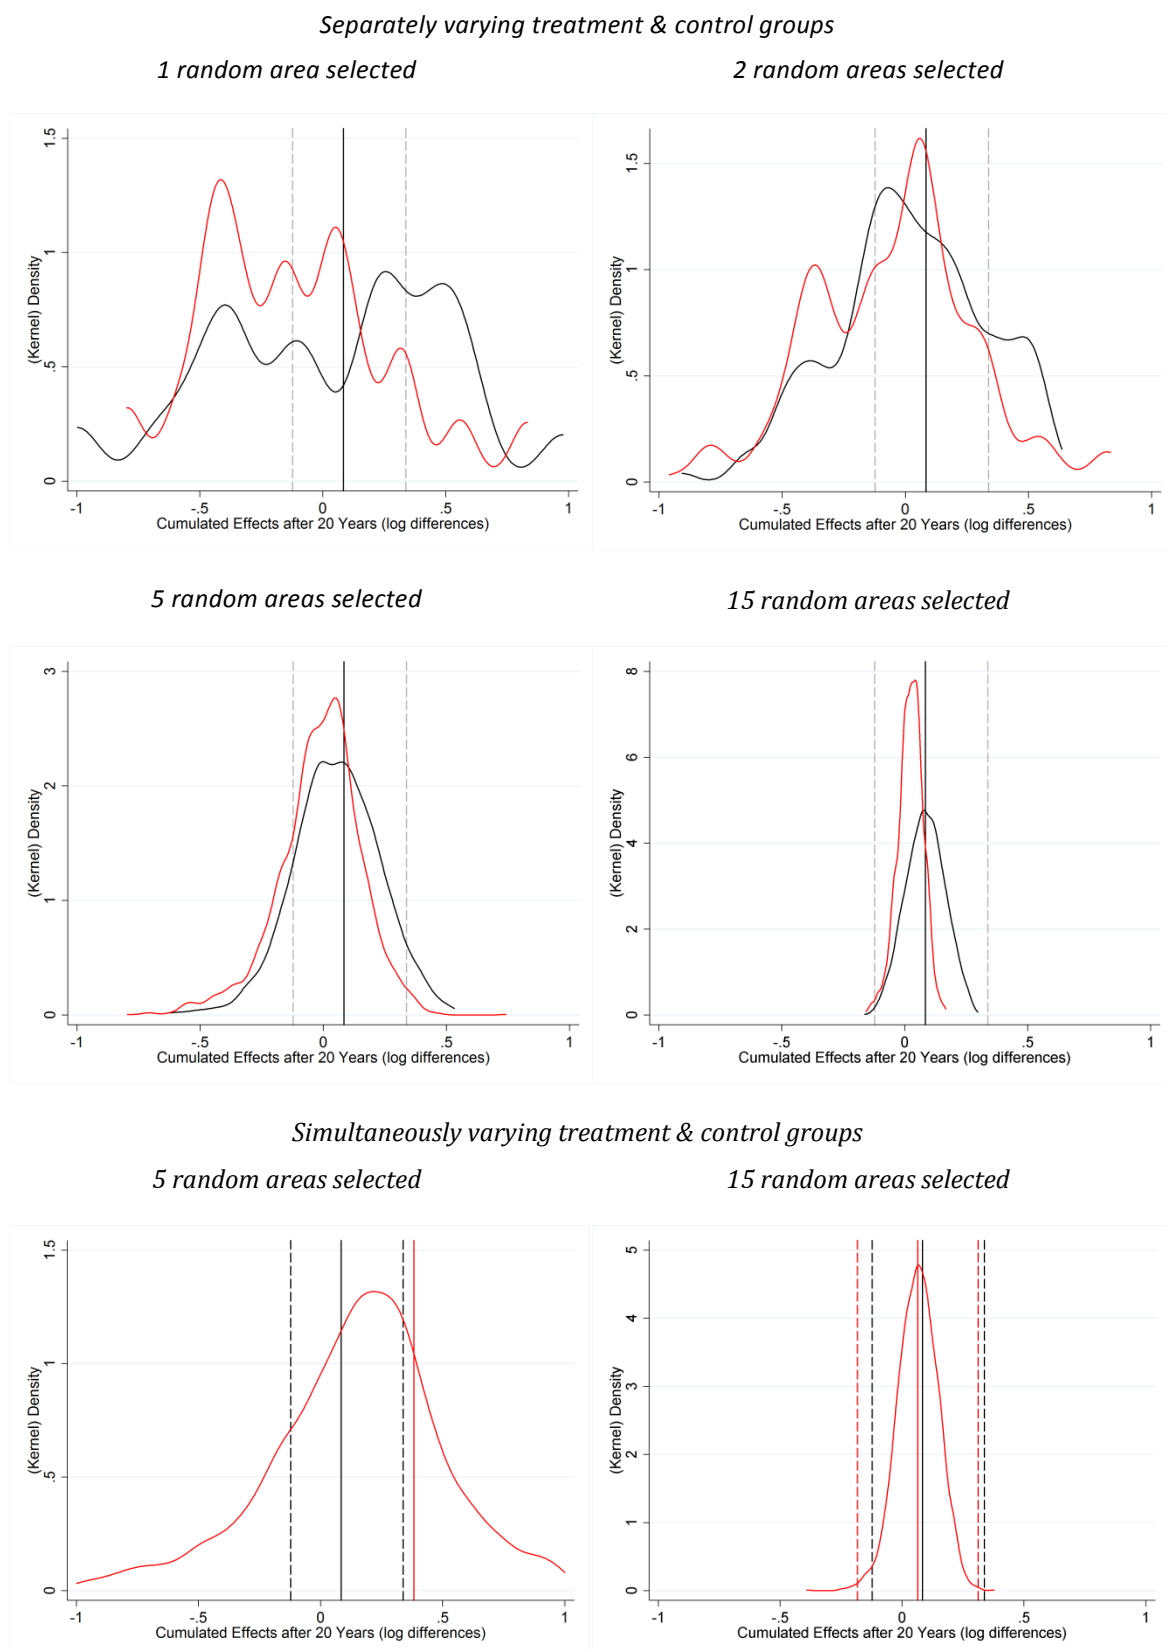 Separately varying treatment & control groups
1 random area selected
2 random areas selected
(Kernel) Density
0 .5 1 1.5
-1 -.5 0 .5 1
Cumulated Effects after 20 Years (log differences)
(Kernel) Density
0 .5 1 1.5
-1 -.5 0 .5 1
Cumulated Effects after 20 Years (log differences)
5 random areas selected
15 random areas selected
(Kernel) Density
0 1 2 3
-1 -.5 0 .5 1
Cumulated Effects after 20 Years (log differences)
(Kernel) Density
0 2 4 6 8
-1 -.5 0 .5 1
Cumulated Effects after 20 Years (log differences)
Simultaneously varying treatment & control groups
5 random areas selected
15 random areas selected
(Kernel) Density
0 .5 1 1.5
-1 -.5 0 .5 1
Cumulated Effects after 20 Years (log differences)
(Kernel) Density
0 1 2 3 4 5
-1 -.5 0 .5 1
Cumulated Effects after 20 Years (log differences)